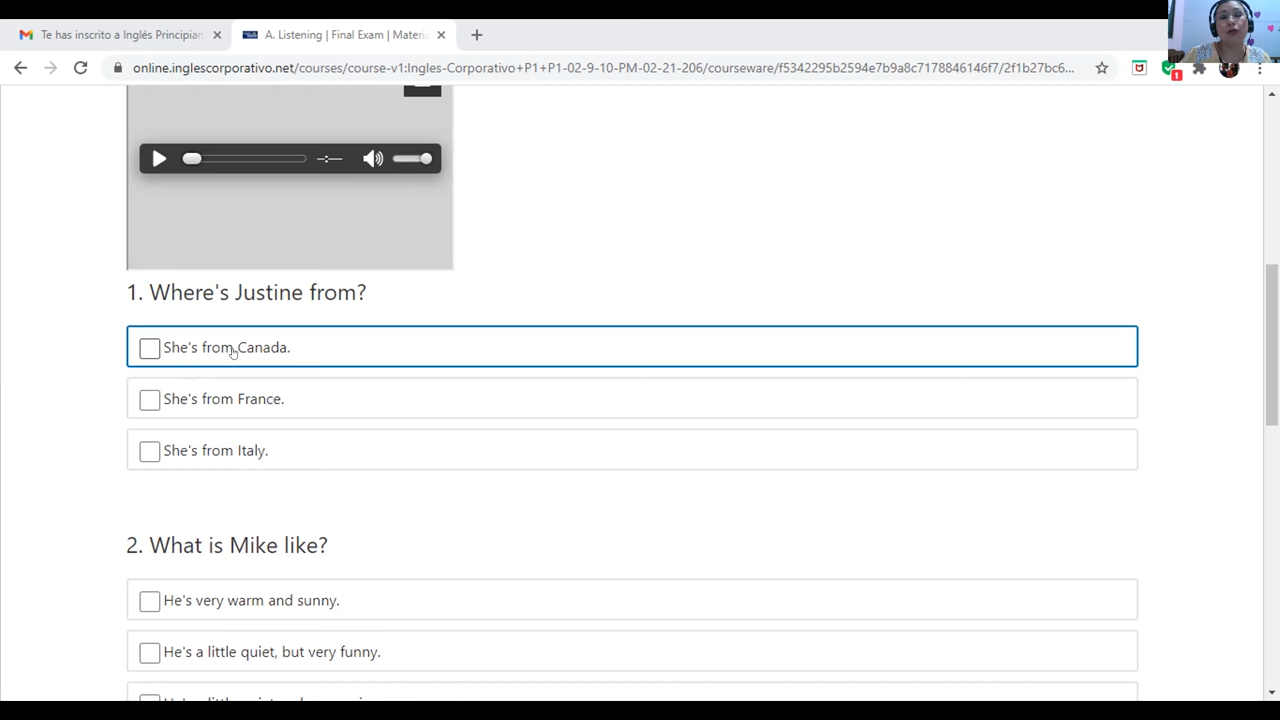 Te has inscrito a Inglés Principian
A. Listening | Final Exam | Materi
online.inglescorporativo.net/courses/course-v1:Ingles-Corporativo+P1+P1-02-9-10-PM-02-21-206/courseware/f5342295b2594e7b9a8c7178846146f7/2f1b27bc6...
1
1. Where's Justine from?
She's from Canada.
She's from France.
She's from Italy.
2. What is Mike like?
He's very warm and sunny.
He's a little quiet, but very funny.